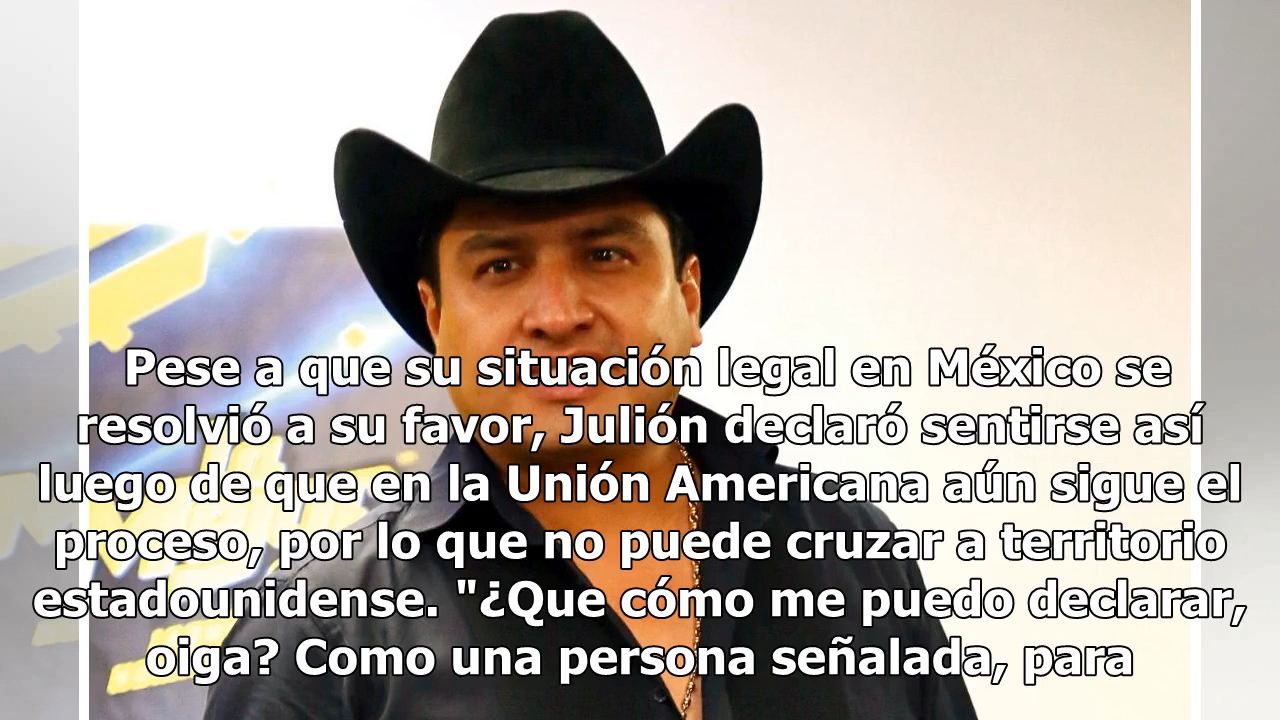 Pese a que su situación legal en México se
resolvió a su favor, Julión declaró sentirse así
luego de que en la Unión Americana aún sigue el
proceso, por lo que no puede cruzar a territorio
estadounidense. "¿Que cómo me puedo declarar,
oiga? Como una persona señalada, para